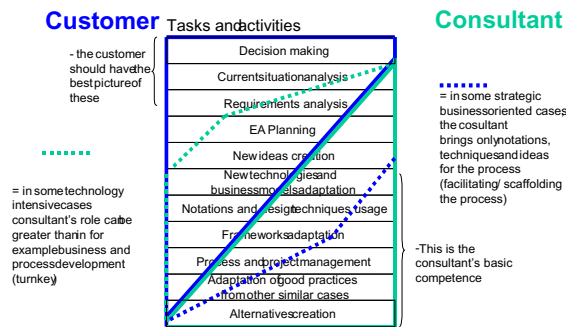 Customer
Tasks and activities
Consultant
- the customer
should have the
best picture of
these
Decision making
Current situation analysis
Requirements analysis
EA Planning
New ideas creation
New technologies and
business models adaptation
Notations and design techniques usage
Frameworks adaptation
Process and project management
Adaptation of good practices
from other similar cases
Alternatives creation
= in some technology
intensive cases
consultant's role can be
greater than in for
example business and
process development
(turnkey)
= in some strategic
business oriented cases
the cosultant
brings only notations,
techniques and ideas
for the process
(facilitating/ scaffolding
the process)
-This is the
consultant's basic
competence